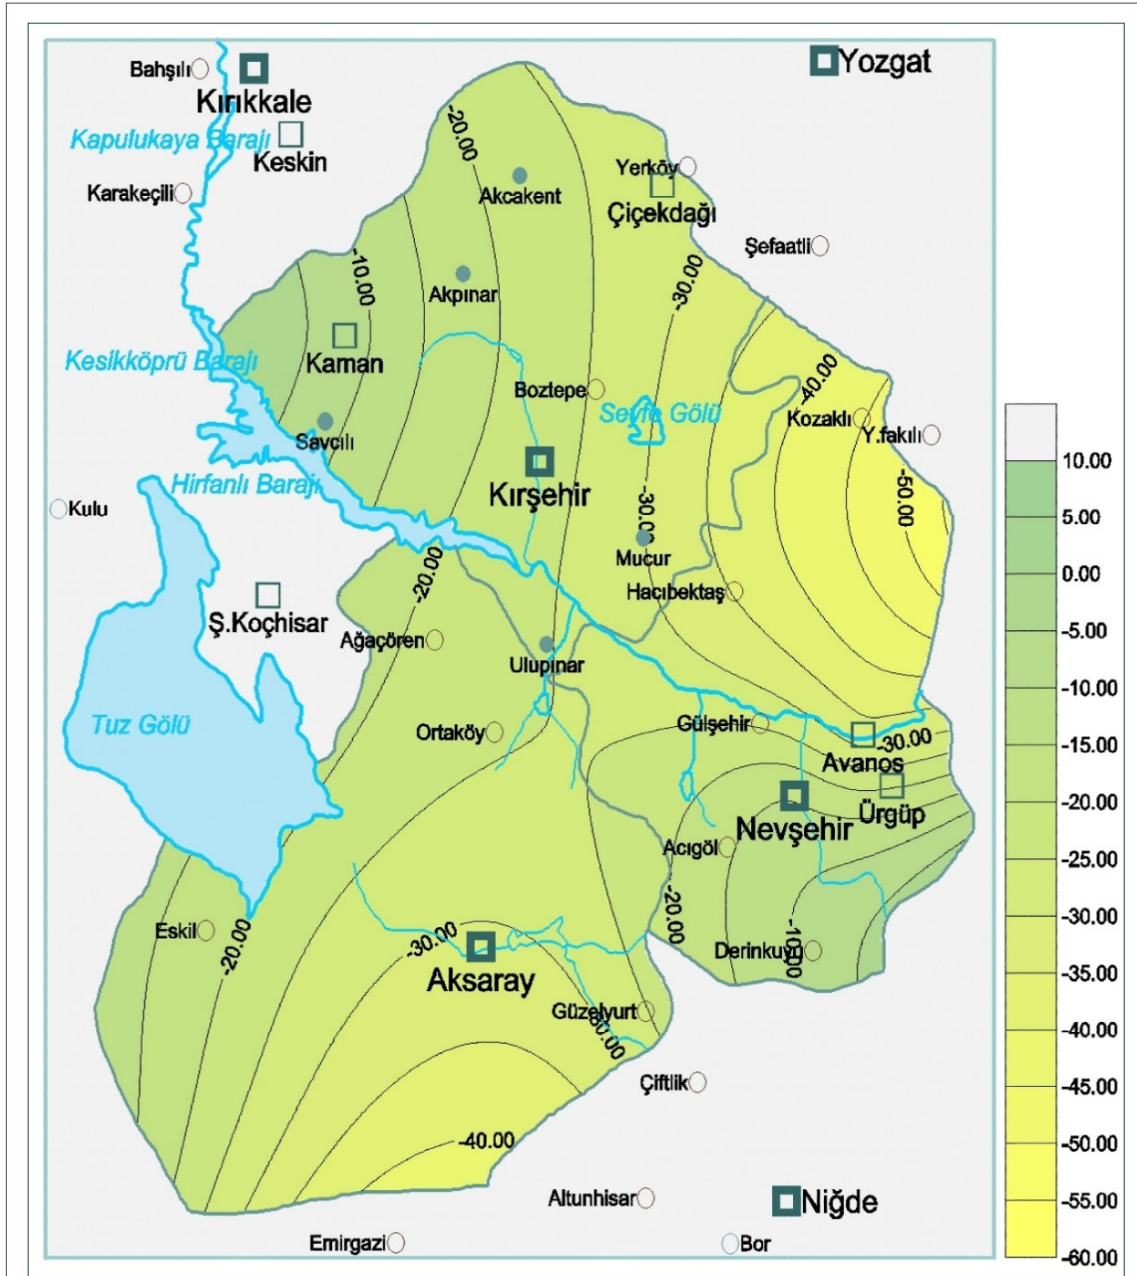 Bahşılı
Kırıkkale
Yozgat
Kapulukaya Barajı
Keskin
-20.00
Yerköy
Karakeçili
Akcakent
Çiçekdağı
Şefaatli
-10.00
-30.00
Akpınar
Kesikköprü Barajı
Kaman
-40.00
Boztepe
Seyfe Gölü
Kozaklı
Y.fakılı
Savcılı
10.00
Hirfanlı Barajı
Kırşehir
-50.00
Kulu
-30.00
5.00
Mucur
-20.00
0.00
Hacıbektaş
Ş.Koçhisar
Ağaçören
-5.00
Ulupınar
-10.00
Tuz Gölü
Ortaköy
Gülşehir
-30.00
-15.00
Avanos
Nevşehir
Ürgüp
-20.00
Acıgöl
-25.00
Eskil
-20.00
-30.00
-20.00
-10.00
Derinkuyu
-30.00
Aksaray
-35.00
Güzelyurt
-30.00
-40.00
Çiftlik
-45.00
-40.00
-50.00
Altunhisar
Niğde
-55.00
Emirgazi
Bor
-60.00